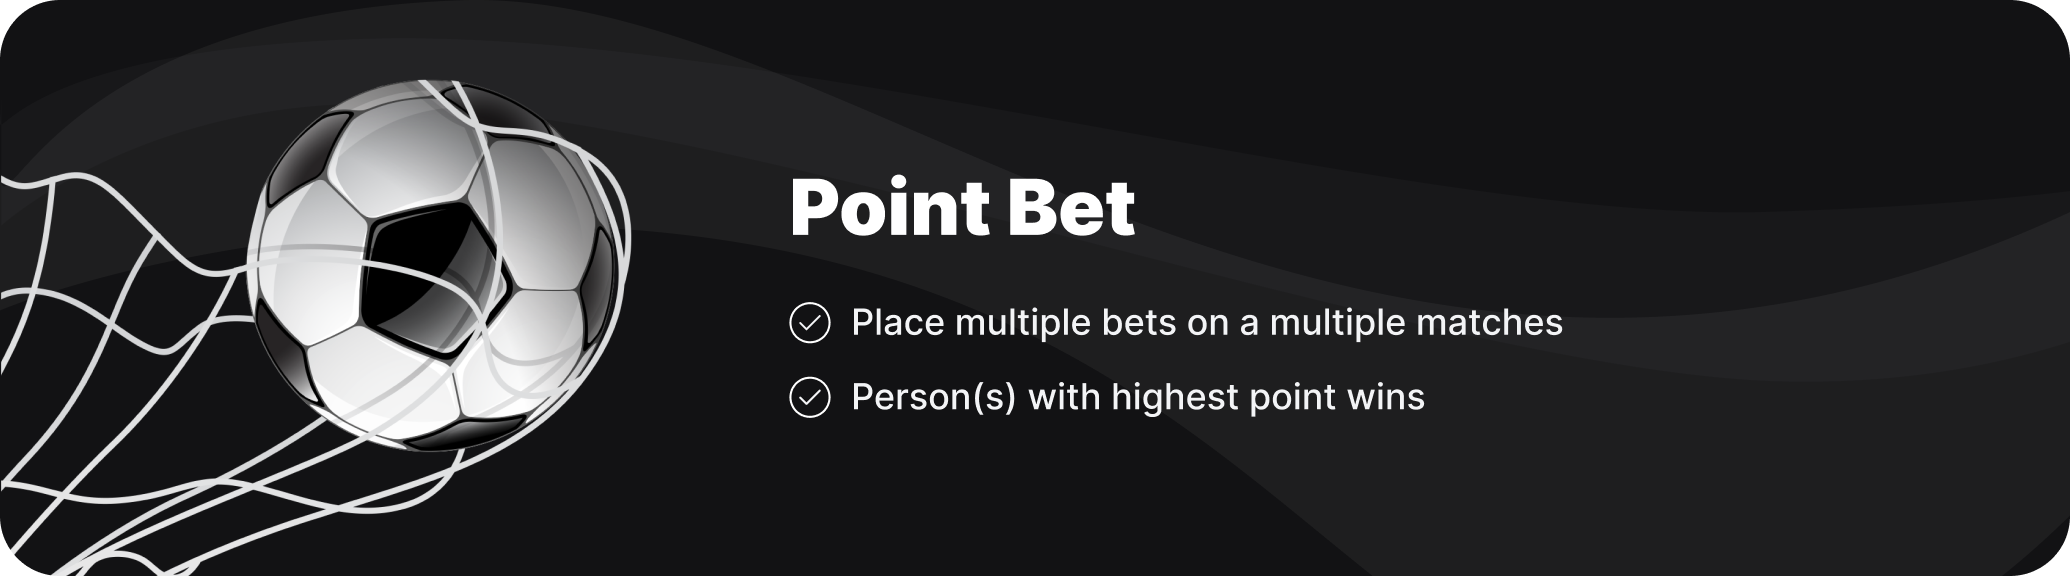 Point Bet
Place multiple bets on a multiple matches
Person(s) with highest point wins